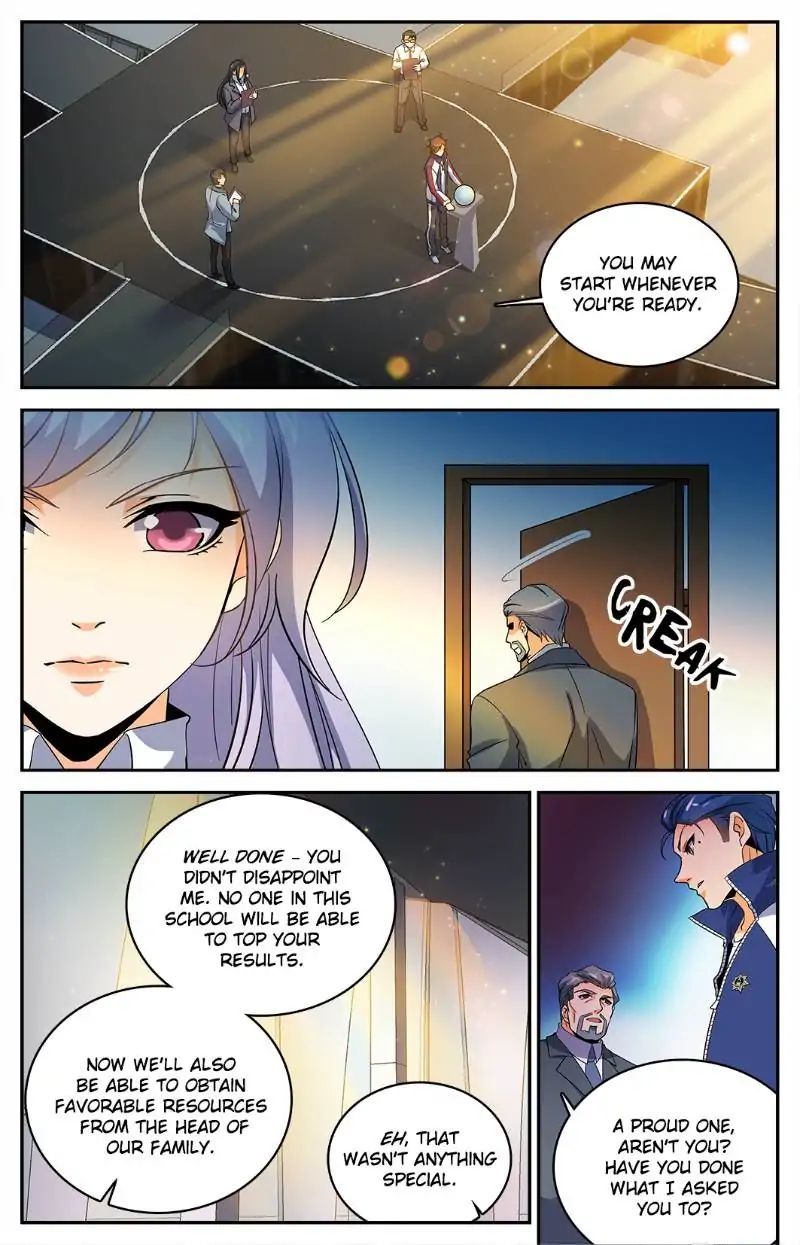 YOU MAY
START WHENEVER
YOU'RE READY.
CREAK
WELL DONE – YOU
DIDN'T DISAPPOINT
ME. NO ONE IN THIS
SCHOOL WILL BE ABLE
TO TOP YOUR
RESULTS.
NOW WE'LL ALSO
BE ABLE TO OBTAIN
FAVORABLE RESOURCES
FROM THE HEAD OF
OUR FAMILY.
EH, THAT
WASN'T ANYTHING
SPECIAL.
A PROUD ONE,
AREN'T YOU?
HAVE YOU DONE
WHAT I ASKED
YOU TO?